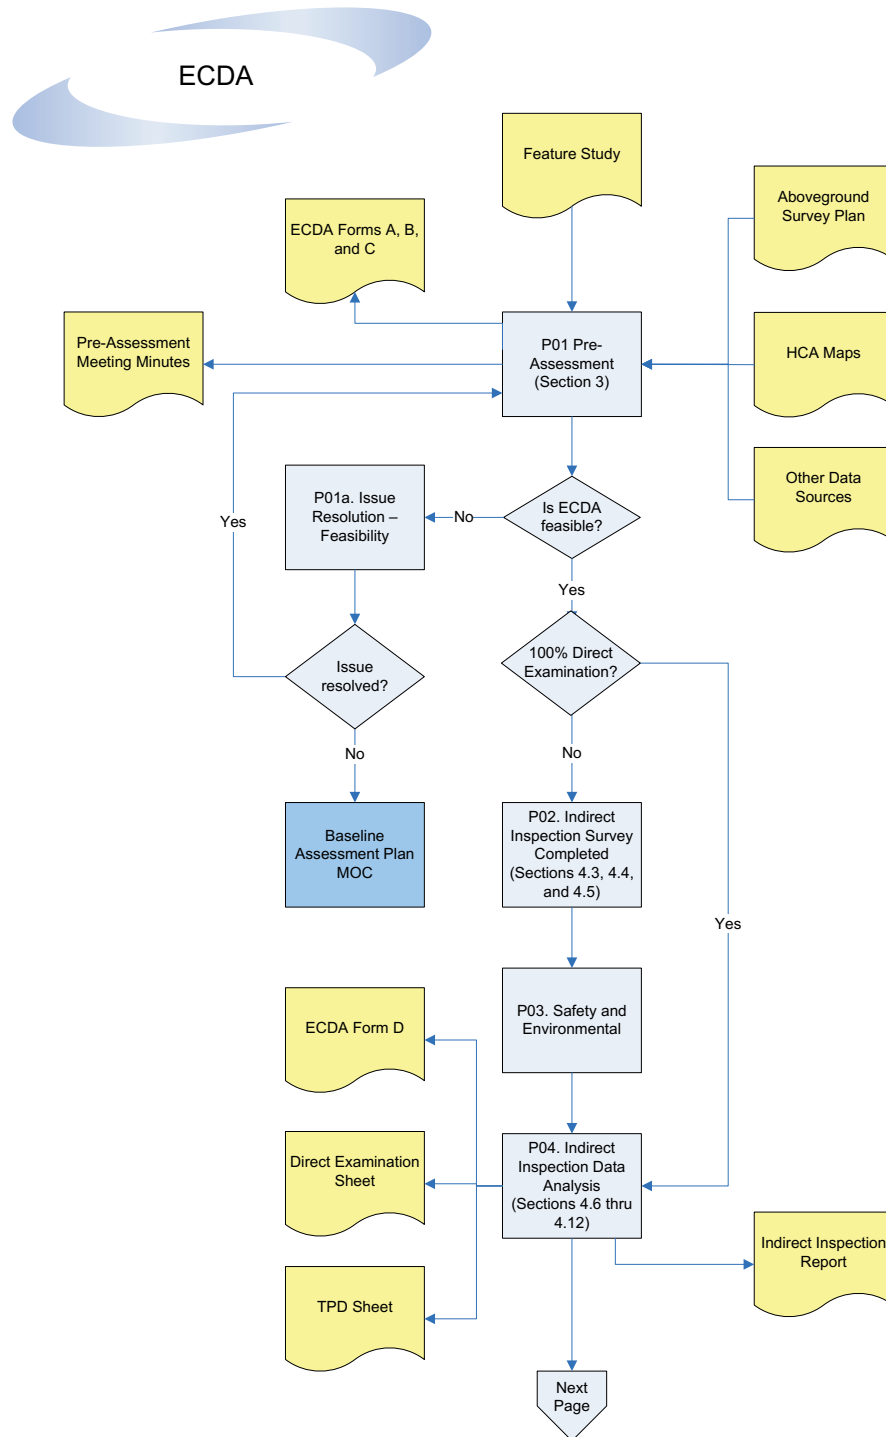 ECDA
Feature Study
Aboveground
Survey Plan
ECDA Forms A, B,
and C
Pre-Assessment
Meeting Minutes
P01 Pre-
Assessment
(Section 3)
HCA Maps
Other Data
Sources
P01a. Issue
Resolution –
Feasibility
No
Is ECDA
feasible?
Yes
Yes
Issue
resolved?
100% Direct
Examination?
No
No
Baseline
Assessment Plan
MOC
P02. Indirect
Inspection Survey
Completed
(Sections 4.3, 4.4,
and 4.5)
Yes
P03. Safety and
Environmental
ECDA Form D
Direct Examination
Sheet
P04. Indirect
Inspection Data
Analysis
(Sections 4.6 thru
4.12)
Indirect Inspection
Report
TPD Sheet
Next
Page